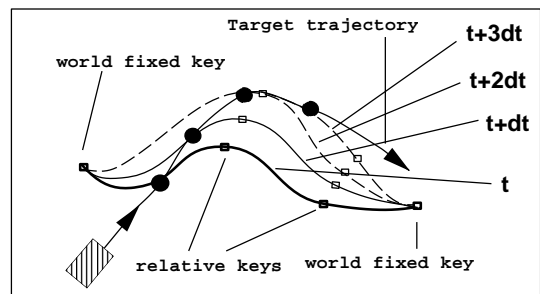 Target trajectory
t+3dt
world fixed key
t+2dt
t+dt
t
relative keys
world fixed key